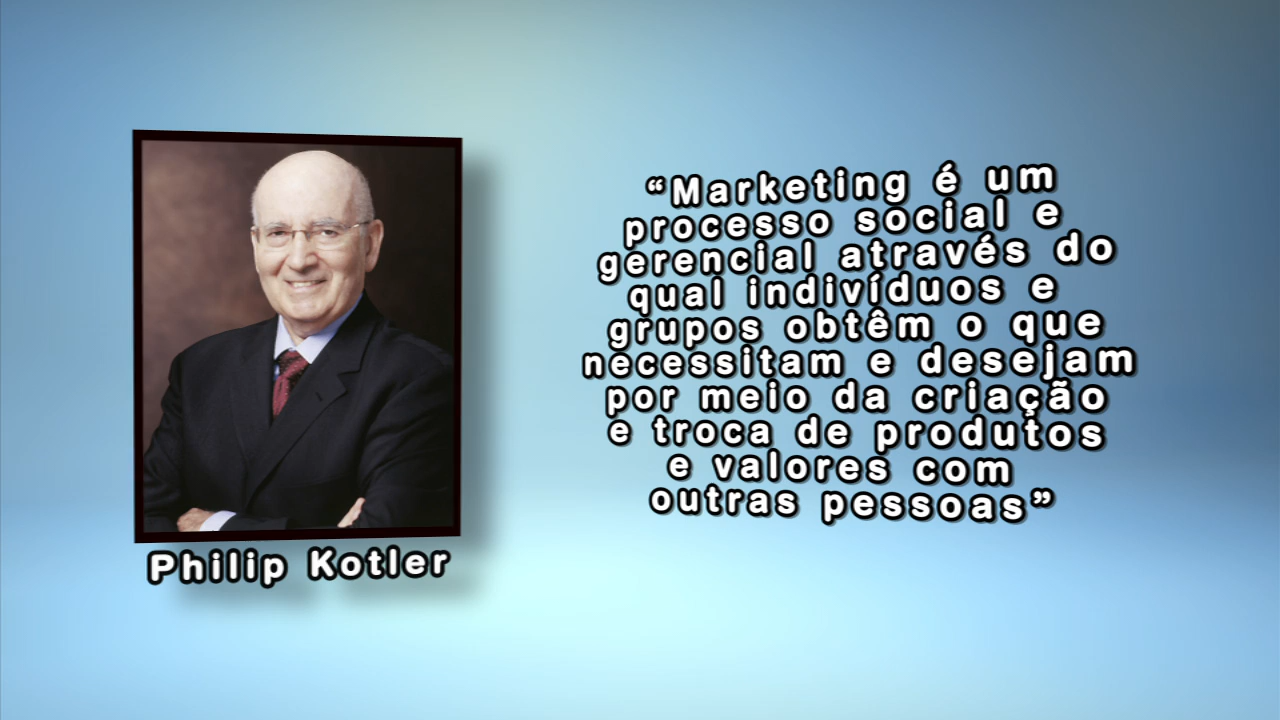 Philip Kotler
“Marketing é um
processo social e
gerencial através do
qual indivíduos e
grupos obtêm o que
necessitam e desejam
por meio da criação
e troca de produtos
e valores com
outras pessoas”